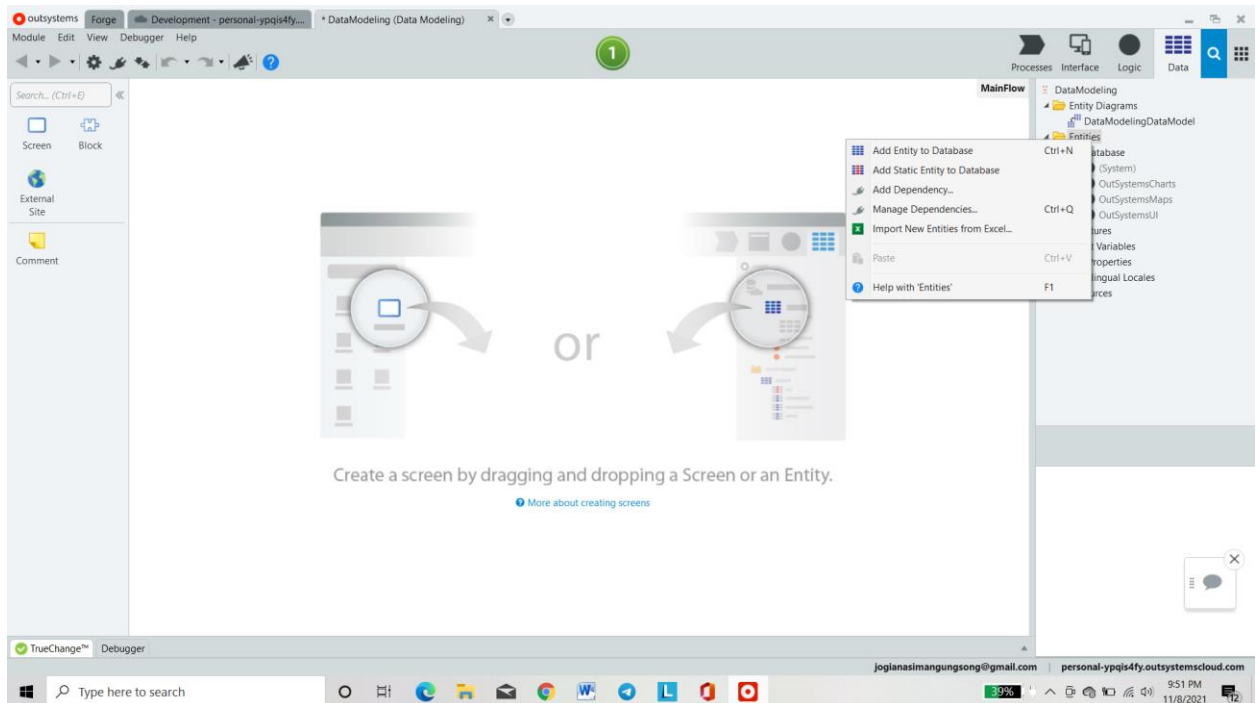 outsystems Forge Development - personal-ypqis4fy.... * DataModeling (Data Modeling)
Module Edit View Debugger Help
1
Processes Interface Logic Data
Search... (Ctrl+E)
Screen Block
External Site
Comment
MainFlow
DataModeling
Entity Diagrams
DataModelingDataModel
Entities
atabase
(System)
OutSystemsCharts
OutSystemsMaps
OutSystemsUI
ures
Variables
roperties
ingual Locales
rces
Add Entity to Database Ctrl+N
Add Static Entity to Database
Add Dependency...
Manage Dependencies... Ctrl+Q
Import New Entities from Excel...
Paste Ctrl+V
Help with 'Entities' F1
or
Create a screen by dragging and dropping a Screen or an Entity.
More about creating screens
TrueChange™ Debugger
jogianasimangungsong@gmail.com personal-ypqis4fy.outsystemscloud.com
Type here to search
39%
9:51 PM
11/8/2021
12